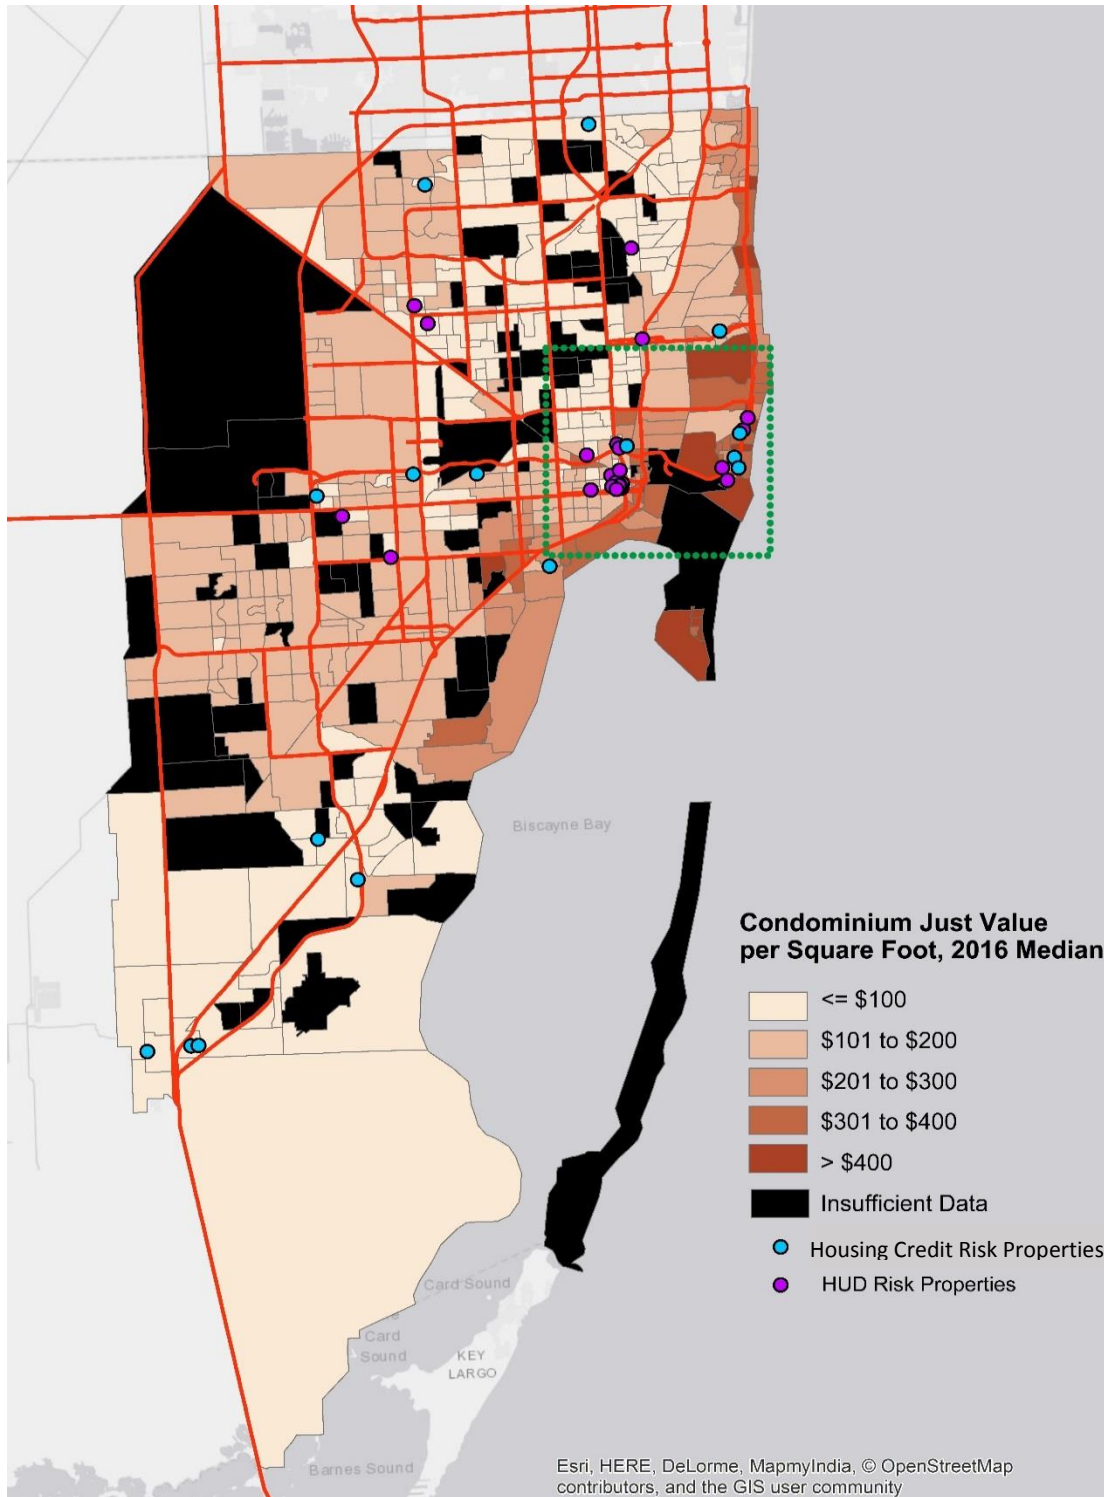 Biscayne Bay
Condominium Just Value
per Square Foot, 2016 Median
<= $100
$101 to $200
$201 to $300
$301 to $400
> $400
Insufficient Data
Housing Credit Risk Properties
HUD Risk Properties
Card Sound
Card
Sound
KEY
LARGO
Barnes Sound
Esri, HERE, DeLorme, MapmyIndia, © OpenStreetMap
contributors, and the GIS user community